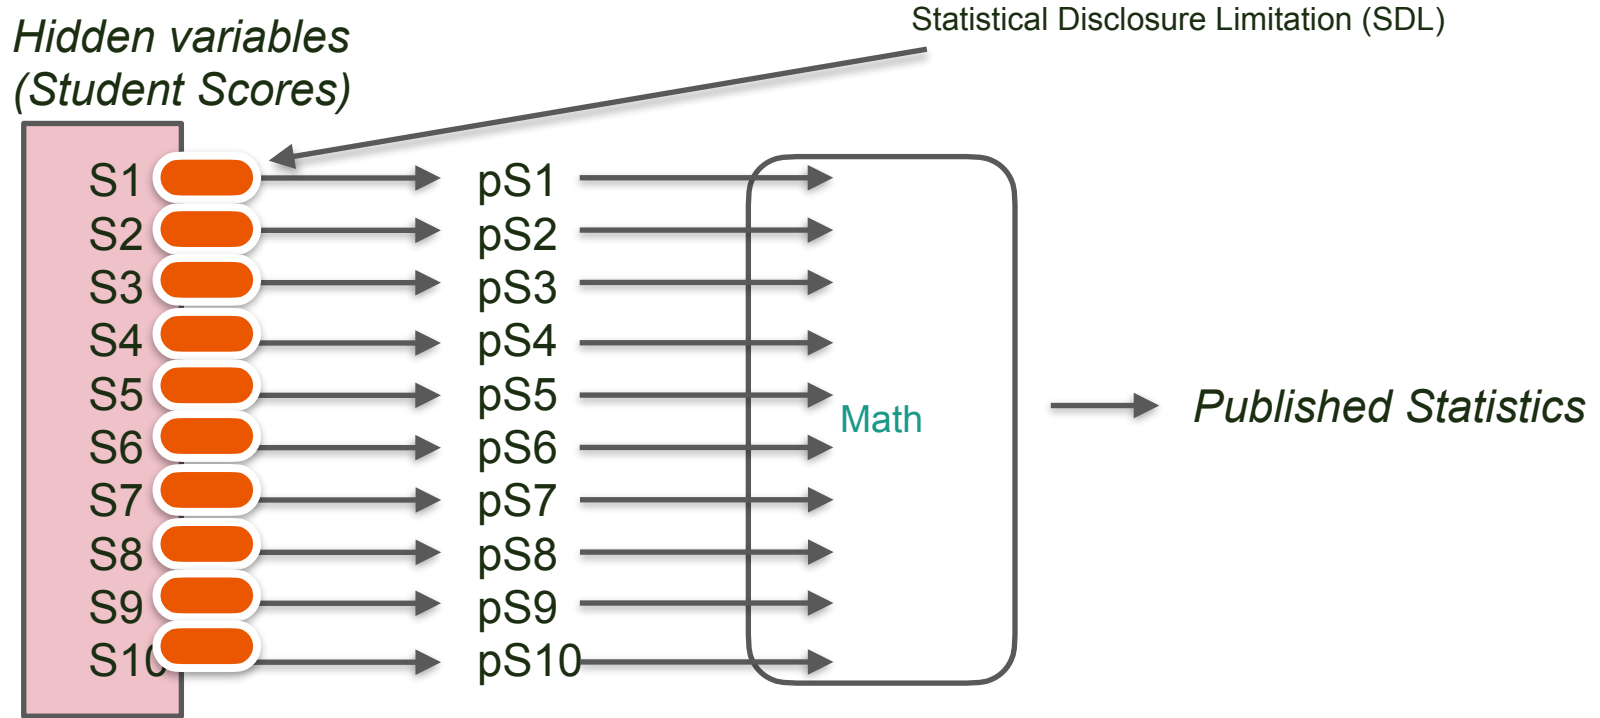 Statistical Disclosure Limitation (SDL)
Hidden variables
(Student Scores)
S1 pS1
S2 pS2
S3 pS3
S4 pS4
S5 pS5
S6 pS6
S7 pS7
S8 pS8
S9 pS9
S10 pS10
Math
Published Statistics